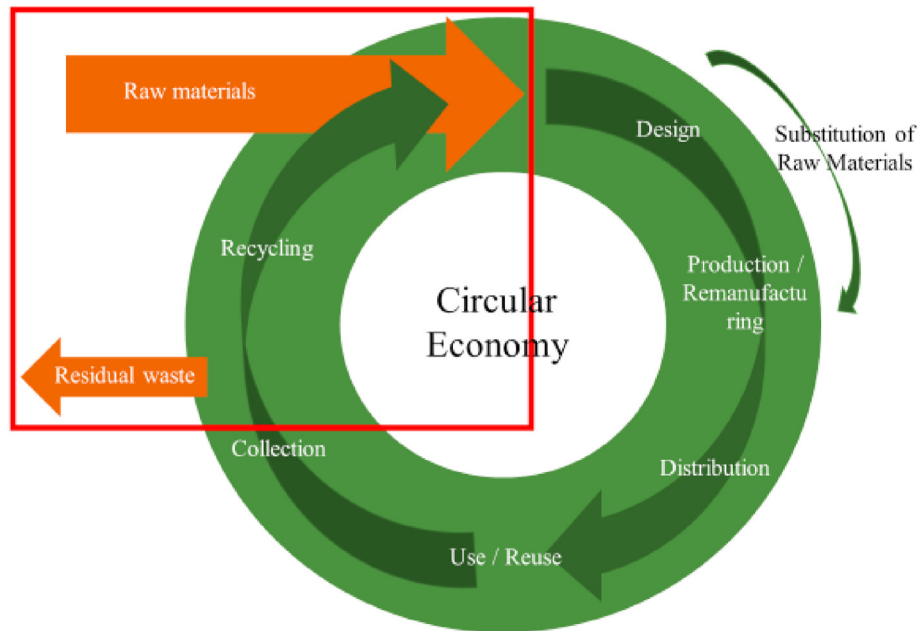 Raw materials
Design
Substitution of
Raw Materials
Recycling
Production /
Remanufactu
ring
Circular
Economy
Residual waste
Collection
Distribution
Use / Reuse